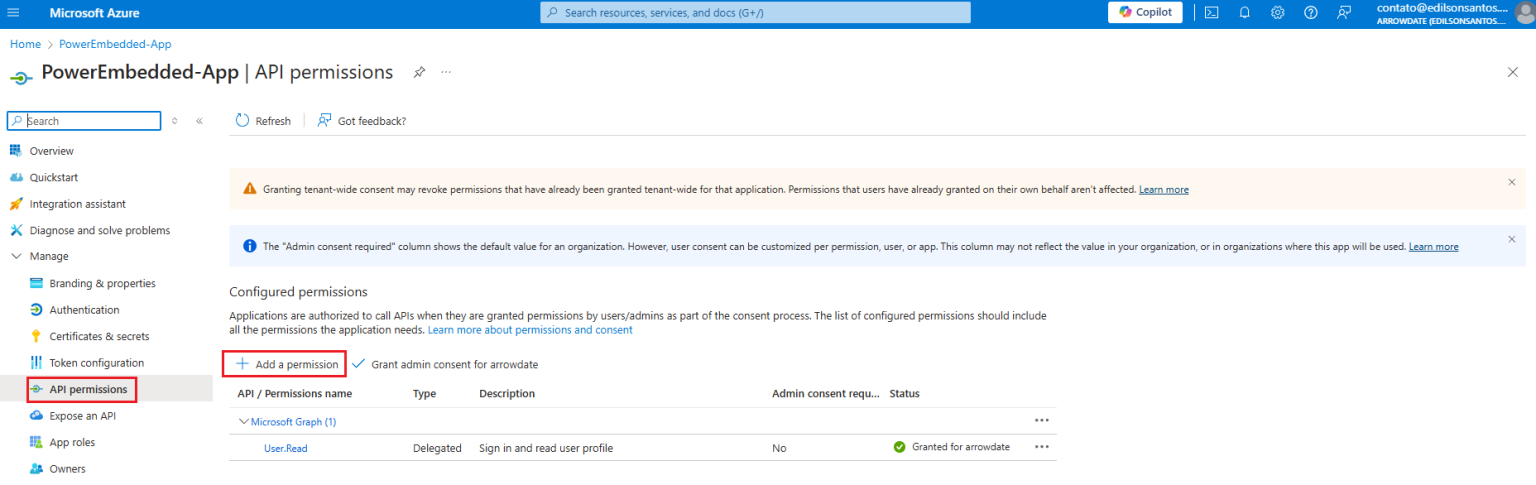 Microsoft Azure
Search resources, services, and docs (G+/)
Copilot
contato@edilsonsantos....
ARROWDATE (EDILSONSANTOS....
Home > PowerEmbedded-App
PowerEmbedded-App | API permissions
Search
Refresh
Got feedback?
Overview
Quickstart
Integration assistant
Diagnose and solve problems
Manage
Branding & properties
Authentication
Certificates & secrets
Token configuration
API permissions
Expose an API
App roles
Owners
Granting tenant-wide consent may revoke permissions that have already been granted tenant-wide for that application. Permissions that users have already granted on their own behalf aren't affected. Learn more
The "Admin consent required" column shows the default value for an organization. However, user consent can be customized per permission, user, or app. This column may not reflect the value in your organization, or in organizations where this app will be used. Learn more
Configured permissions
Applications are authorized to call APIs when they are granted permissions by users/admins as part of the consent process. The list of configured permissions should include
all the permissions the application needs. Learn more about permissions and consent
Add a permission
Grant admin consent for arrowdate
API / Permissions name Type Description Admin consent requ... Status
Microsoft Graph (1)
User.Read Delegated Sign in and read user profile No Granted for arrowdate